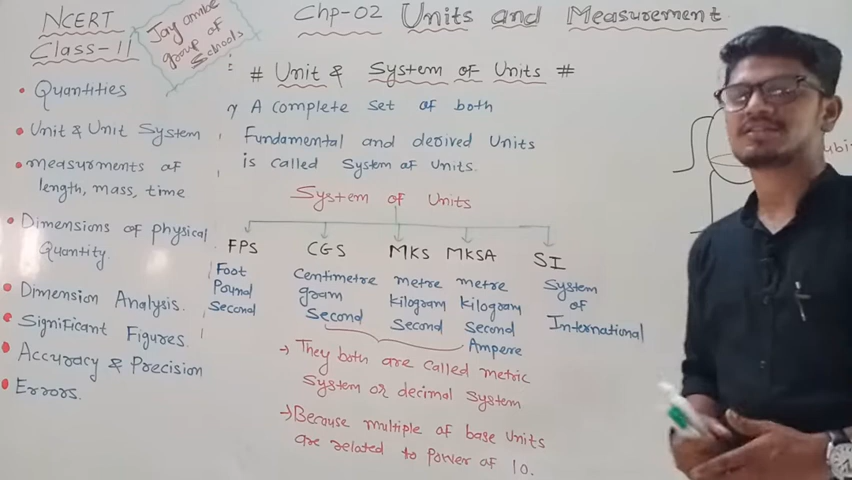 NCERT
Class-11
Jay ambe
group of
Schools
Chp-02 Units and Measurement
# Unit & System of Units #
A complete set of both
Fundamental and derived Units
is called System of Units.
System of Units
FPS
Foot
Pound
Second
CGS
Centimetre
gram
Second
MKS
metre
kilogram
Second
MKSA
metre
kilogram
Second
Ampere
SI
System
of
International
→ They both are called metric
System or decimal System
→ Because multiple of base Units
are related to Power of 10.
• Quantities
• Unit & Unit System
• measurments of
length, mass, time
• Dimensions of physical
Quantity.
• Dimension Analysis.
• Significant Figures.
• Accuracy & Precision
• Errors.